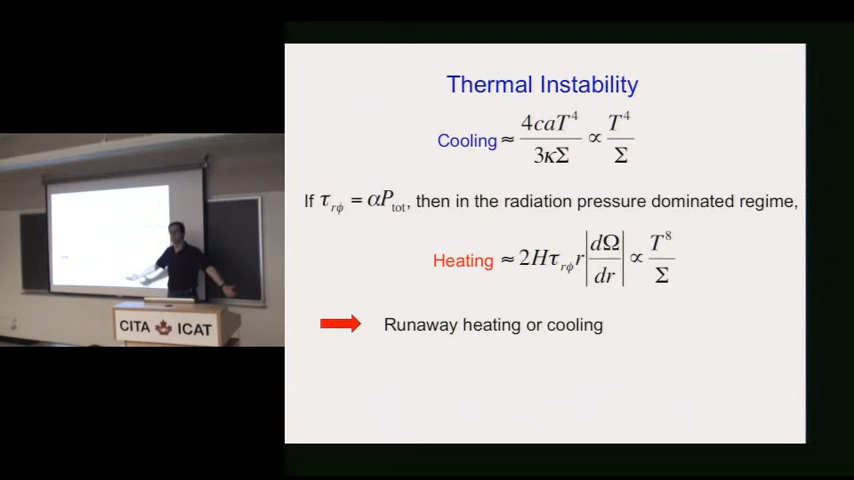 Thermal Instability
Cooling ≈ 4caT⁴ / 3κΣ ∝ T⁴ / Σ
If τ_rϕ = αP_tot, then in the radiation pressure dominated regime,
Heating ≈ 2Hτ_rϕ r |dΩ/dr| ∝ T⁸ / Σ
Runaway heating or cooling
CITA ICAT